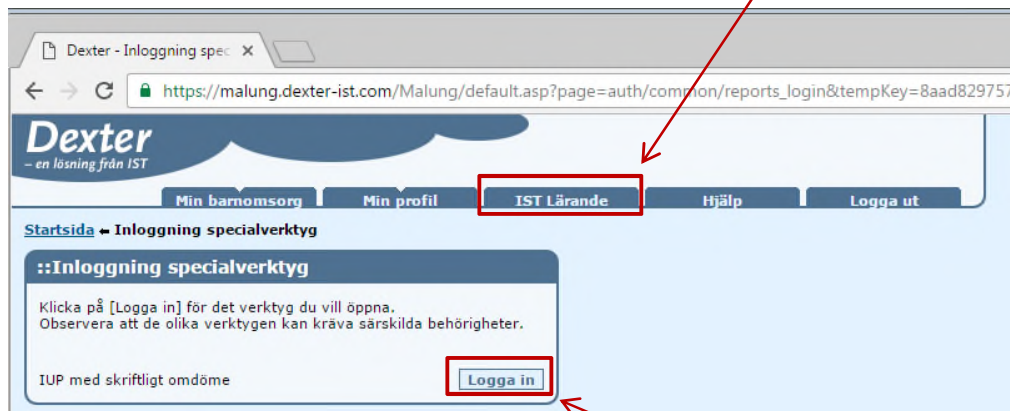 Dexter - Inloggning spec
https://malung.dexter-ist.com/Malung/default.asp?page=auth/common/reports_login&tempKey=8aad829757
Dexter
– en lösning från IST
Min barnomsorg Min profil IST Lärande Hjälp Logga ut
Startsida Inloggning specialverktyg
::Inloggning specialverktyg
Klicka på [Logga in] för det verktyg du vill öppna.
Observera att de olika verktygen kan kräva särskilda behörigheter.
IUP med skriftligt omdöme Logga in